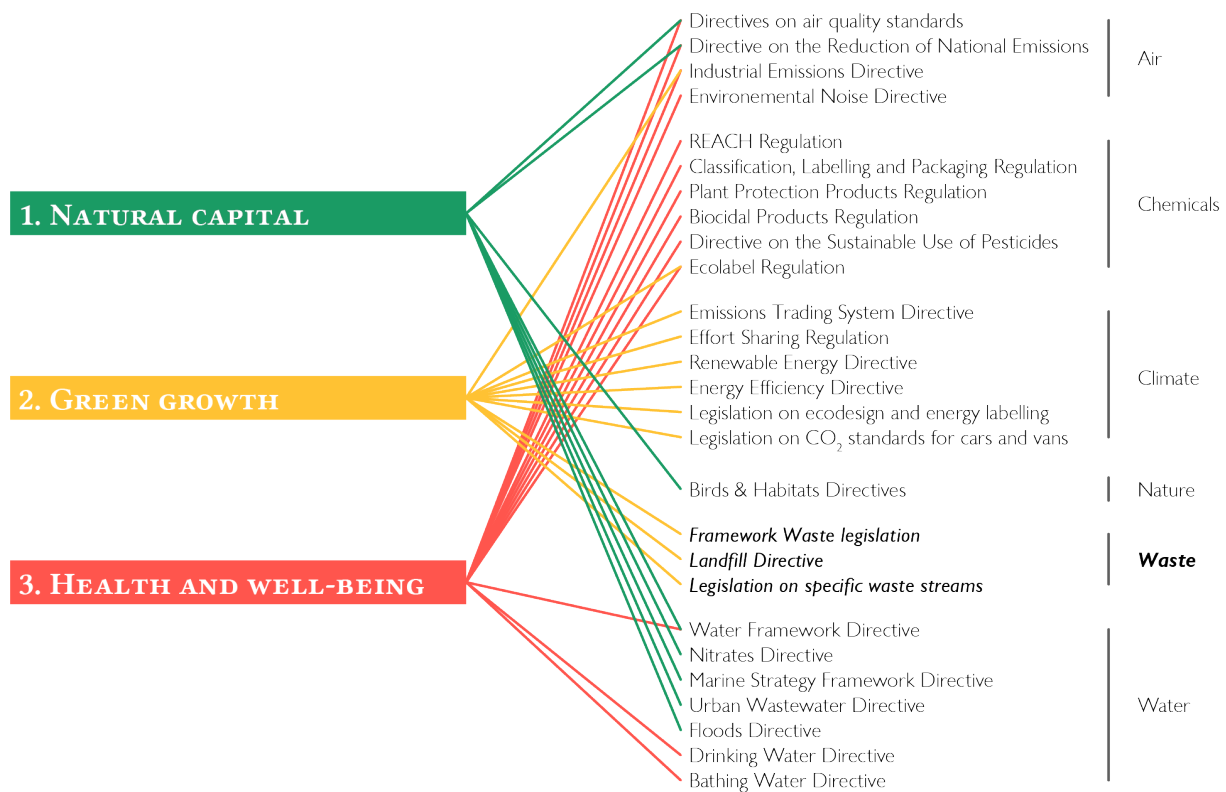 1. Natural capital
2. Green growth
3. Health and well-being
Directives on air quality standards
Directive on the Reduction of National Emissions
Industrial Emissions Directive
Environemental Noise Directive
Air
REACH Regulation
Classification, Labelling and Packaging Regulation
Plant Protection Products Regulation
Biocidal Products Regulation
Directive on the Sustainable Use of Pesticides
Ecolabel Regulation
Chemicals
Emissions Trading System Directive
Effort Sharing Regulation
Renewable Energy Directive
Energy Efficiency Directive
Legislation on ecodesign and energy labelling
Legislation on CO₂ standards for cars and vans
Climate
Birds & Habitats Directives
Nature
Framework Waste legislation
Landfill Directive
Legislation on specific waste streams
Waste
Water Framework Directive
Nitrates Directive
Marine Strategy Framework Directive
Urban Wastewater Directive
Floods Directive
Drinking Water Directive
Bathing Water Directive
Water